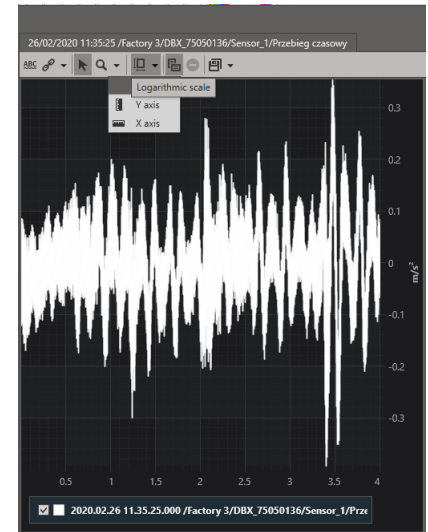 26/02/2020 11:35:25 /Factory 3/DBX_75050136/Sensor_1/Przebieg czasowy
ABC
Logarithmic scale
Y axis
X axis
0.3
0.2
0.1
0
m/s²
-0.1
-0.2
-0.3
0.5 1 1.5 2 2.5 3 3.5 4
2020.02.26 11.35.25.000 /Factory 3/DBX_75050136/Sensor_1/Prze